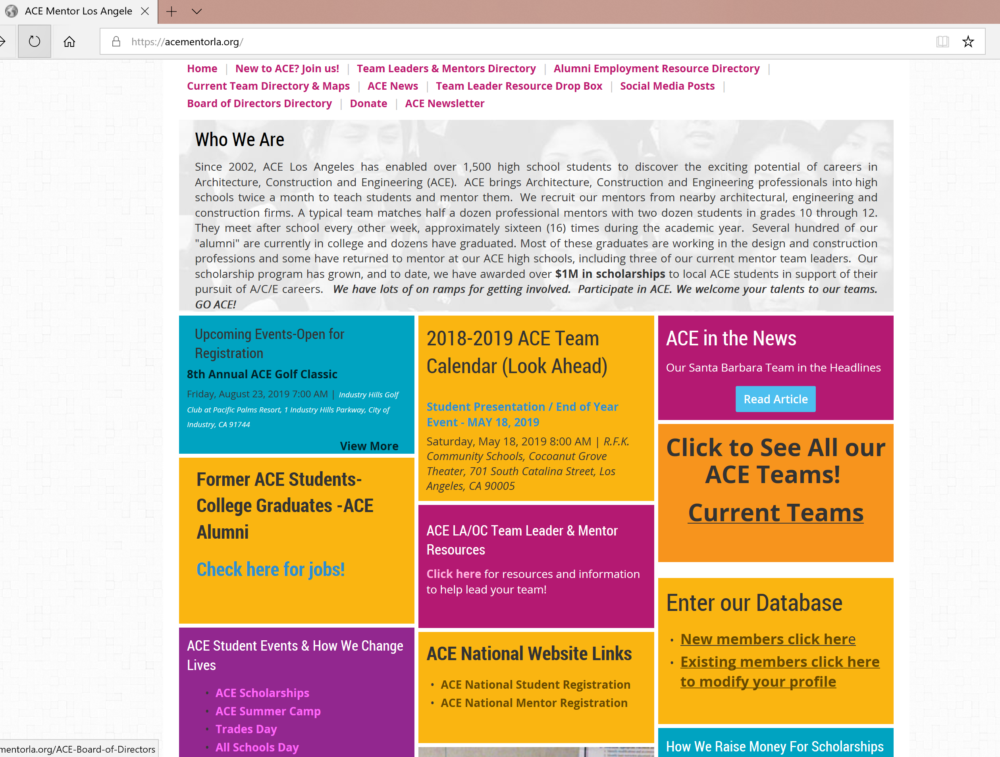 ACE Mentor Los Angele
https://acementorla.org/
Home | New to ACE? Join us! | Team Leaders & Mentors Directory | Alumni Employment Resource Directory |
Current Team Directory & Maps | ACE News | Team Leader Resource Drop Box | Social Media Posts |
Board of Directors Directory | Donate | ACE Newsletter
Who We Are
Since 2002, ACE Los Angeles has enabled over 1,500 high school students to discover the exciting potential of careers in
Architecture, Construction and Engineering (ACE). ACE brings Architecture, Construction and Engineering professionals into high
schools twice a month to teach students and mentor them. We recruit our mentors from nearby architectural, engineering and
construction firms. A typical team matches half a dozen professional mentors with two dozen students in grades 10 through 12.
They meet after school every other week, approximately sixteen (16) times during the academic year. Several hundred of our
"alumni" are currently in college and dozens have graduated. Most of these graduates are working in the design and construction
professions and some have returned to mentor at our ACE high schools, including three of our current mentor team leaders. Our
scholarship program has grown, and to date, we have awarded over $1M in scholarships to local ACE students in support of their
pursuit of A/C/E careers. We have lots of on ramps for getting involved. Participate in ACE. We welcome your talents to our teams.
GO ACE!
Upcoming Events-Open for
Registration
8th Annual ACE Golf Classic
Friday, August 23, 2019 7:00 AM | Industry Hills Golf
Club at Pacific Palms Resort, 1 Industry Hills Parkway, City of
Industry, CA 91744
View More
Former ACE Students-
College Graduates -ACE
Alumni
Check here for jobs!
ACE Student Events & How We Change
Lives
• ACE Scholarships
• ACE Summer Camp
• Trades Day
• All Schools Day
2018-2019 ACE Team
Calendar (Look Ahead)
Student Presentation / End of Year
Event - MAY 18, 2019
Saturday, May 18, 2019 8:00 AM | R.F.K.
Community Schools, Cocoanut Grove
Theater, 701 South Catalina Street, Los
Angeles, CA 90005
ACE LA/OC Team Leader & Mentor
Resources
Click here for resources and information
to help lead your team!
ACE National Website Links
• ACE National Student Registration
• ACE National Mentor Registration
ACE in the News
Our Santa Barbara Team in the Headlines
Read Article
Click to See All our
ACE Teams!
Current Teams
Enter our Database
• New members click here
• Existing members click here
to modify your profile
How We Raise Money For Scholarships
mentorla.org/ACE-Board-of-Directors